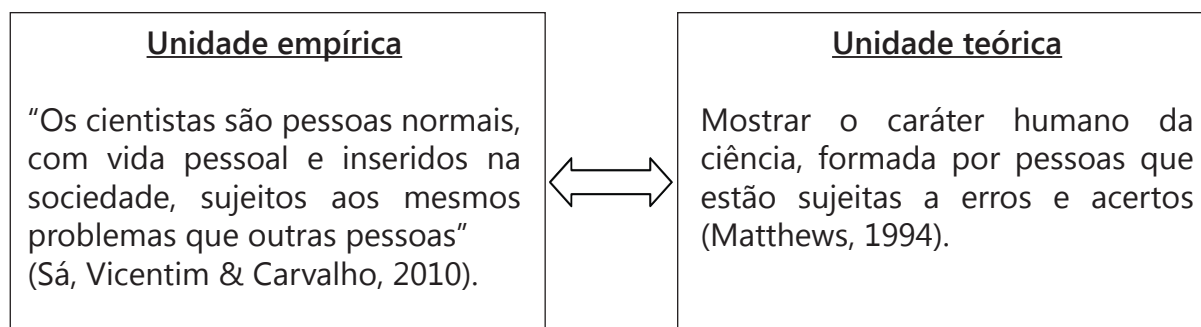 Unidade empírica
“Os cientistas são pessoas normais,
com vida pessoal e inseridos na
sociedade, sujeitos aos mesmos
problemas que outras pessoas”
(Sá, Vicentim & Carvalho, 2010).
Unidade teórica
Mostrar o caráter humano da
ciência, formada por pessoas que
estão sujeitas a erros e acertos
(Matthews, 1994).